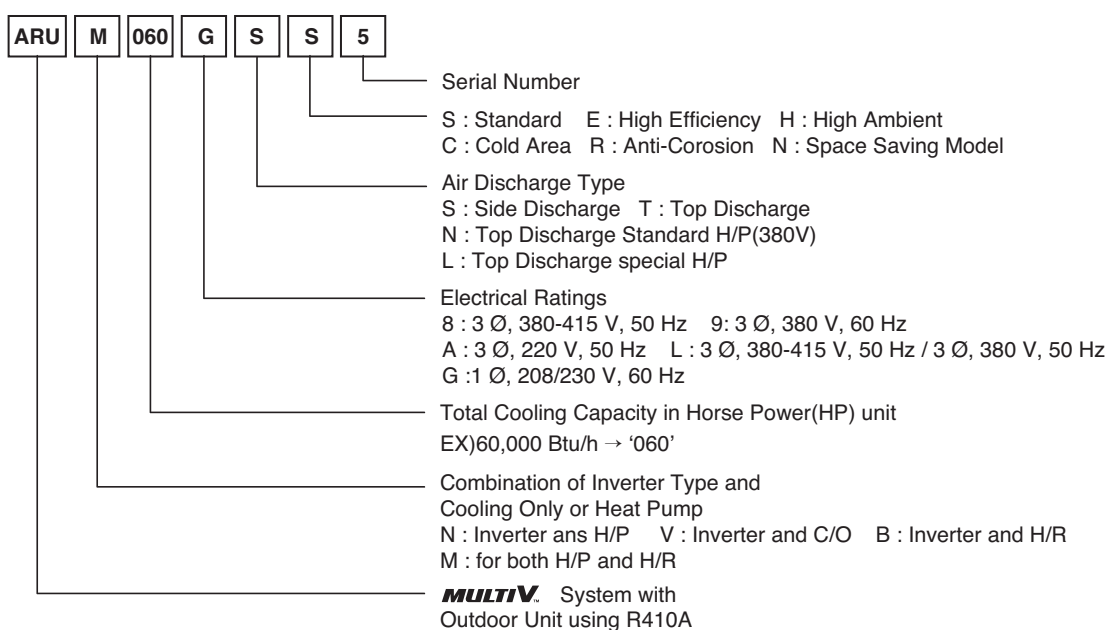 ARU M 060 G S S 5
Serial Number
S : Standard E : High Efficiency H : High Ambient
C : Cold Area R : Anti-Corosion N : Space Saving Model
Air Discharge Type
S : Side Discharge T : Top Discharge
N : Top Discharge Standard H/P(380V)
L : Top Discharge special H/P
Electrical Ratings
8 : 3 Ø, 380-415 V, 50 Hz 9: 3 Ø, 380 V, 60 Hz
A : 3 Ø, 220 V, 50 Hz L : 3 Ø, 380-415 V, 50 Hz / 3 Ø, 380 V, 50 Hz
G :1 Ø, 208/230 V, 60 Hz
Total Cooling Capacity in Horse Power(HP) unit
EX)60,000 Btu/h → ‘060’
Combination of Inverter Type and
Cooling Only or Heat Pump
N : Inverter ans H/P V : Inverter and C/O B : Inverter and H/R
M : for both H/P and H/R
MULTI V™ System with
Outdoor Unit using R410A